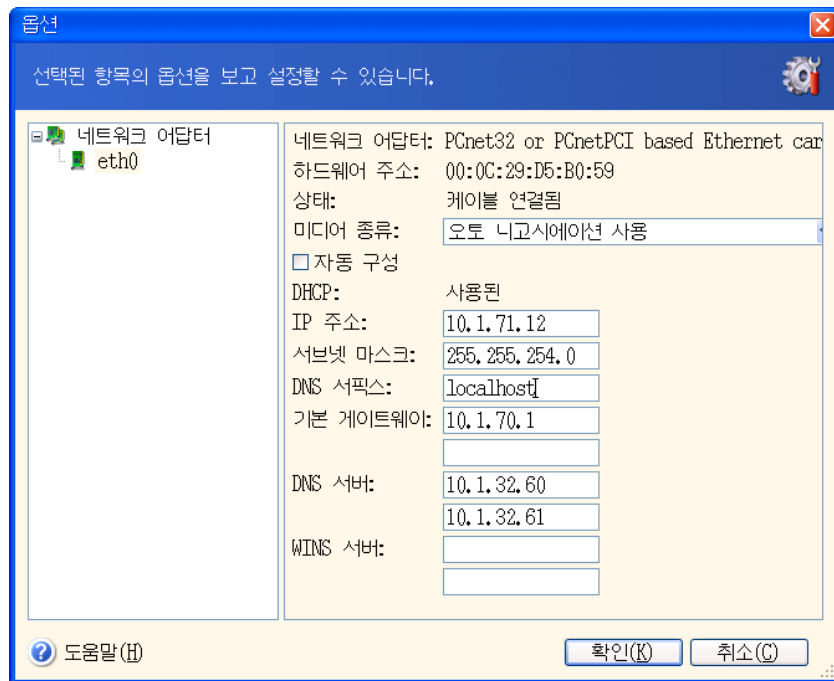 옵션
선택된 항목의 옵션을 보고 설정할 수 있습니다.
네트워크 어답터
eth0
네트워크 어답터: PCnet32 or PCnetPCI based Ethernet car
하드웨어 주소: 00:0C:29:D5:B0:59
상태: 케이블 연결됨
미디어 종류: 오토 니고시에이션 사용
자동 구성
DHCP: 사용된
IP 주소: 10.1.71.12
서브넷 마스크: 255.255.254.0
DNS 서픽스: localhost
기본 게이트웨이: 10.1.70.1
DNS 서버: 10.1.32.60
10.1.32.61
WINS 서버:
도움말(H) 확인(K) 취소(C)